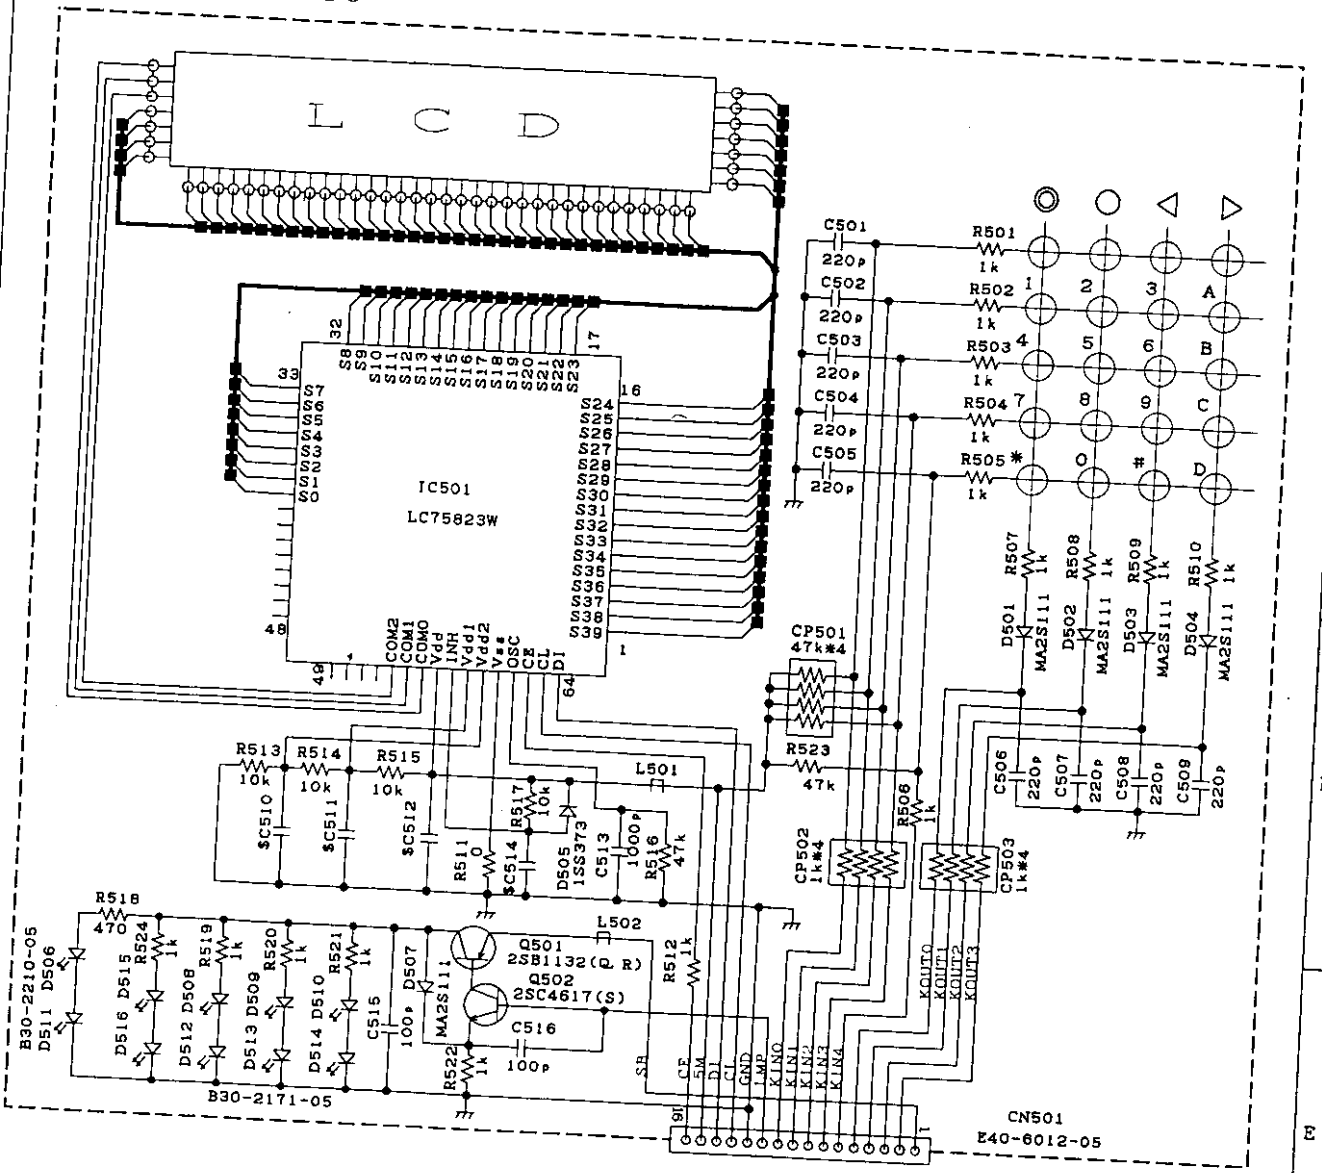 L C D
C501
220p
R501
1k
C502
220p
1
R502
1k
2
3
A
C503
220p
4
R503
1k
5
6
B
C504
220p
7
R504
1k
8
9
C
C505
220p
*
R505
1k
0
#
D
32
S8
S9
S10
S11
S12
S13
S14
S15
S16
S17
S18
S19
S20
S21
S22
S23
17
33
S7
S6
S5
S4
S3
S2
S1
S0
16
S24
S25
S26
S27
S28
S29
S30
S31
S32
S33
S34
S35
S36
S37
S38
S39
1
IC501
LC75823W
48
49
COM2
COM1
COM0
Vdd
INH
Vdd1
Vdd2
Vss
OSC
CE
CL
DI
64
R507
1k
R508
1k
R509
1k
R510
1k
D501
MA2S111
D502
MA2S111
D503
MA2S111
D504
MA2S111
CP501
47k*4
R523
47k
R513
10k
R514
10k
R515
10k
L501
$C510
$C511
$C512
R511
0
R517
10k
$C514
D505
1SS373
C513
1000p
R516
47k
R506
1k
C506
220p
C507
220p
C508
220p
C509
220p
CP502
1k*4
CP503
1k*4
R518
470
B30-2210-05
D511 D506
R524
1k
D516 D515
R519
1k
D512 D508
R520
1k
D513 D509
R521
1k
D514 D510
C515
100p
D507
MA2S111
Q501
2SB1132(Q,R)
Q502
2SC4617(S)
L502
R512
1k
C516
100p
R522
1k
B30-2171-05
SB
CE
5M
DI
CL
GND
LMP
KIN0
KIN1
KIN2
KIN3
KIN4
KOUT0
KOUT1
KOUT2
KOUT3
16
1
CN501
E40-6012-05
E